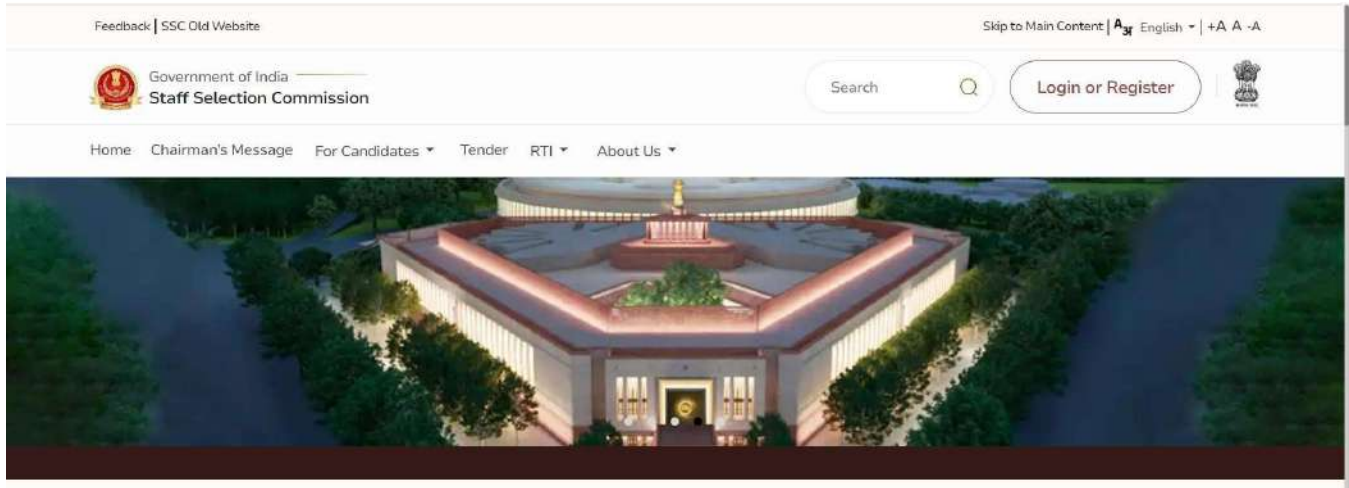 Feedback | SSC Old Website
Skip to Main Content | Aअ English | +A A -A
Government of India
Staff Selection Commission
Search
Login or Register
Home Chairman's Message For Candidates Tender RTI About Us